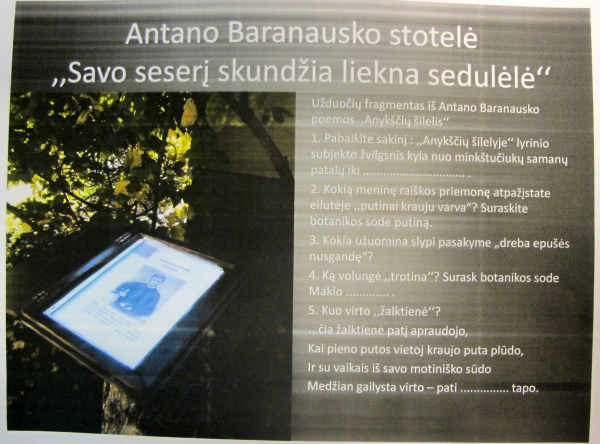 Antano Baranausko stotelė
,,Savo seserį skundžia liekna sedulėlė‘‘
Užduočių fragmentas iš Antano Baranausko
poemos ,Anykščių šilelis‘‘
1. Pabaikite sakinį : ,,Anykščių šilelyje‘‘ lyrinio
subjekto žvilgsnis kyla nuo minkštučiukų samanų
patalų iki .............................. .
2. Kokią meninę raiškos priemonę atpažįstate
eilutėje ,,putinai krauju varva“? Suraskite
botanikos sode putiną.
3. Kokia užuomina slypi pasakyme „dreba epušės
nusgandę“?
4. Ką volungė ,,trotina‘‘? Surask botanikos sode
Makio ............. .
5. Kuo virto ,,žalktienė‘‘?
...čia žalktienė patį apraudojo,
Kai pieno putos vietoj kraujo puta plūdo,
Ir su vaikais iš savo motiniško sūdo
Medžian gailysta virto – pati ............... tapo.